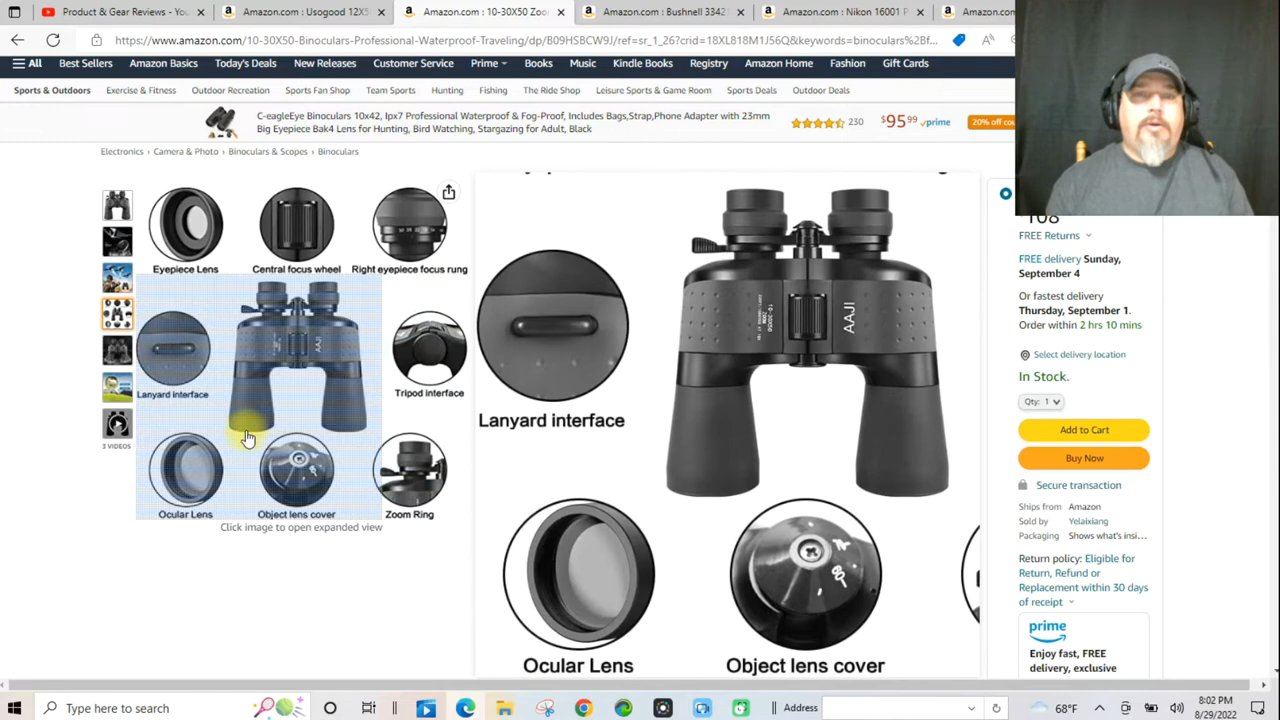 Product & Gear Reviews - You
Amazon.com : Usogood 12X5
Amazon.com : 10-30X50 Zoo
Amazon.com : Bushnell 3342
Amazon.com : Nikon 16001 P
Amazon.com
https://www.amazon.com/10-30X50-Binoculars-Professional-Waterproof-Traveling/dp/B09HSBCW9J/ref=sr_1_26?crid=18XL818M1J56Q&keywords=binoculars%2Bf...
All Best Sellers Amazon Basics Today's Deals New Releases Customer Service Prime Books Music Kindle Books Registry Amazon Home Fashion Gift Cards
Sports & Outdoors Exercise & Fitness Outdoor Recreation Sports Fan Shop Team Sports Hunting Fishing The Ride Shop Leisure Sports & Game Room Sports Deals Outdoor Deals
C-eagleEye Binoculars 10x42, Ipx7 Professional Waterproof & Fog-Proof, Includes Bags,Strap,Phone Adapter with 23mm
Big Eyepiece Bak4 Lens for Hunting, Bird Watching, Stargazing for Adult, Black
230
$95 99 prime
20% off cou
Electronics › Camera & Photo › Binoculars & Scopes › Binoculars
Eyepiece Lens
Central focus wheel
Right eyepiece focus rung
Lanyard interface
AAJI
Tripod interface
Ocular Lens
Object lens cover
Zoom Ring
3 VIDEOS
Click image to open expanded view
Lanyard interface
AAJI
10-30X50
ZOOM
Ocular Lens
Object lens cover
FREE Returns
FREE delivery Sunday,
September 4
Or fastest delivery
Thursday, September 1.
Order within 2 hrs 10 mins
Select delivery location
In Stock.
Qty: 1
Add to Cart
Buy Now
Secure transaction
Ships from Amazon
Sold by Yelaixiang
Packaging Shows what's insi...
Return policy: Eligible for
Return, Refund or
Replacement within 30 days
of receipt
prime
Enjoy fast, FREE
delivery, exclusive
Type here to search
Address
68°F
8:02 PM
8/29/2022